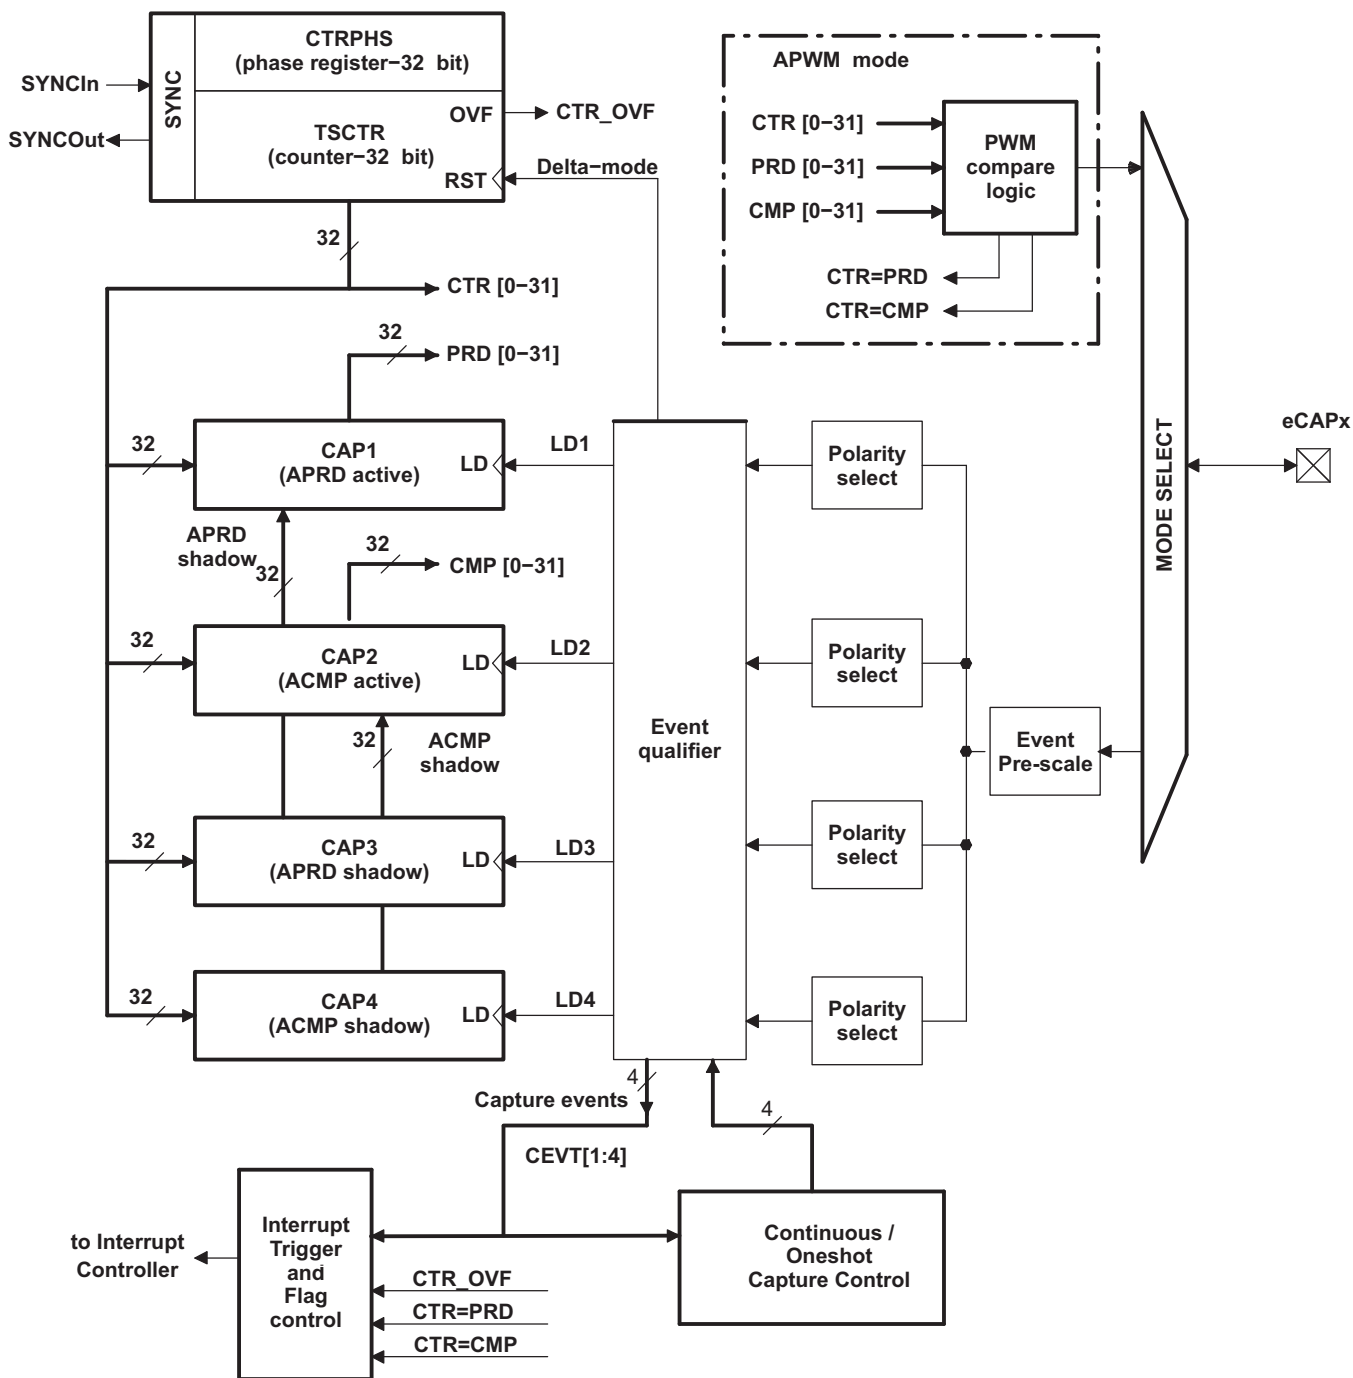 CTRPHS
(phase register−32 bit)
SYNC
SYNCIn
SYNCOut
OVF
CTR_OVF
TSCTR
(counter−32 bit)
RST
Delta−mode
32
CTR [0−31]
32
PRD [0−31]
APWM mode
CTR [0−31]
PRD [0−31]
CMP [0−31]
PWM
compare
logic
CTR=PRD
CTR=CMP
MODE SELECT
eCAPx
32
CAP1
(APRD active)
LD
LD1
Polarity
select
APRD
shadow
32
32
CMP [0−31]
32
CAP2
(ACMP active)
LD
LD2
Polarity
select
32
ACMP
shadow
Event
qualifier
Event
Pre-scale
32
CAP3
(APRD shadow)
LD
LD3
Polarity
select
32
CAP4
(ACMP shadow)
LD
LD4
Polarity
select
4
Capture events
4
CEVT[1:4]
to Interrupt
Controller
Interrupt
Trigger
and
Flag
control
CTR_OVF
CTR=PRD
CTR=CMP
Continuous /
Oneshot
Capture Control